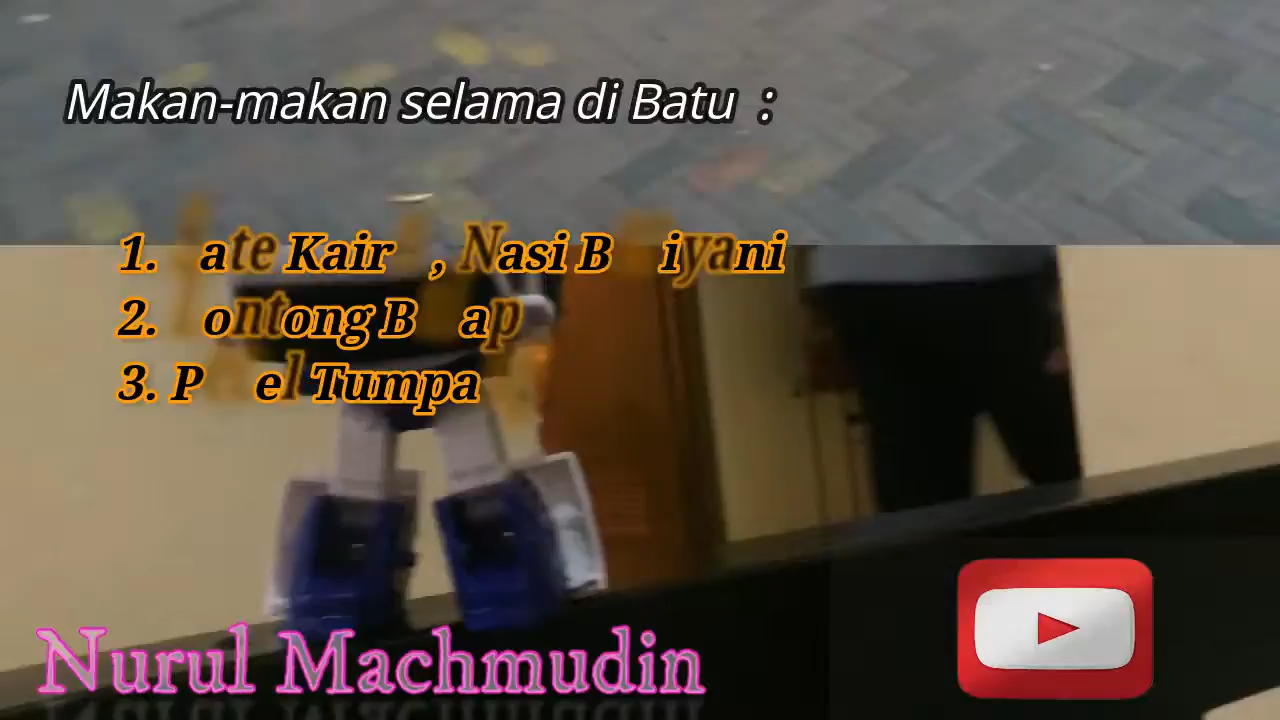 Makan-makan selama di Batu :
1. ate Kair , Nasi B iyani
2. ontong B ap
3. P el Tumpa
Nurul Machmudin